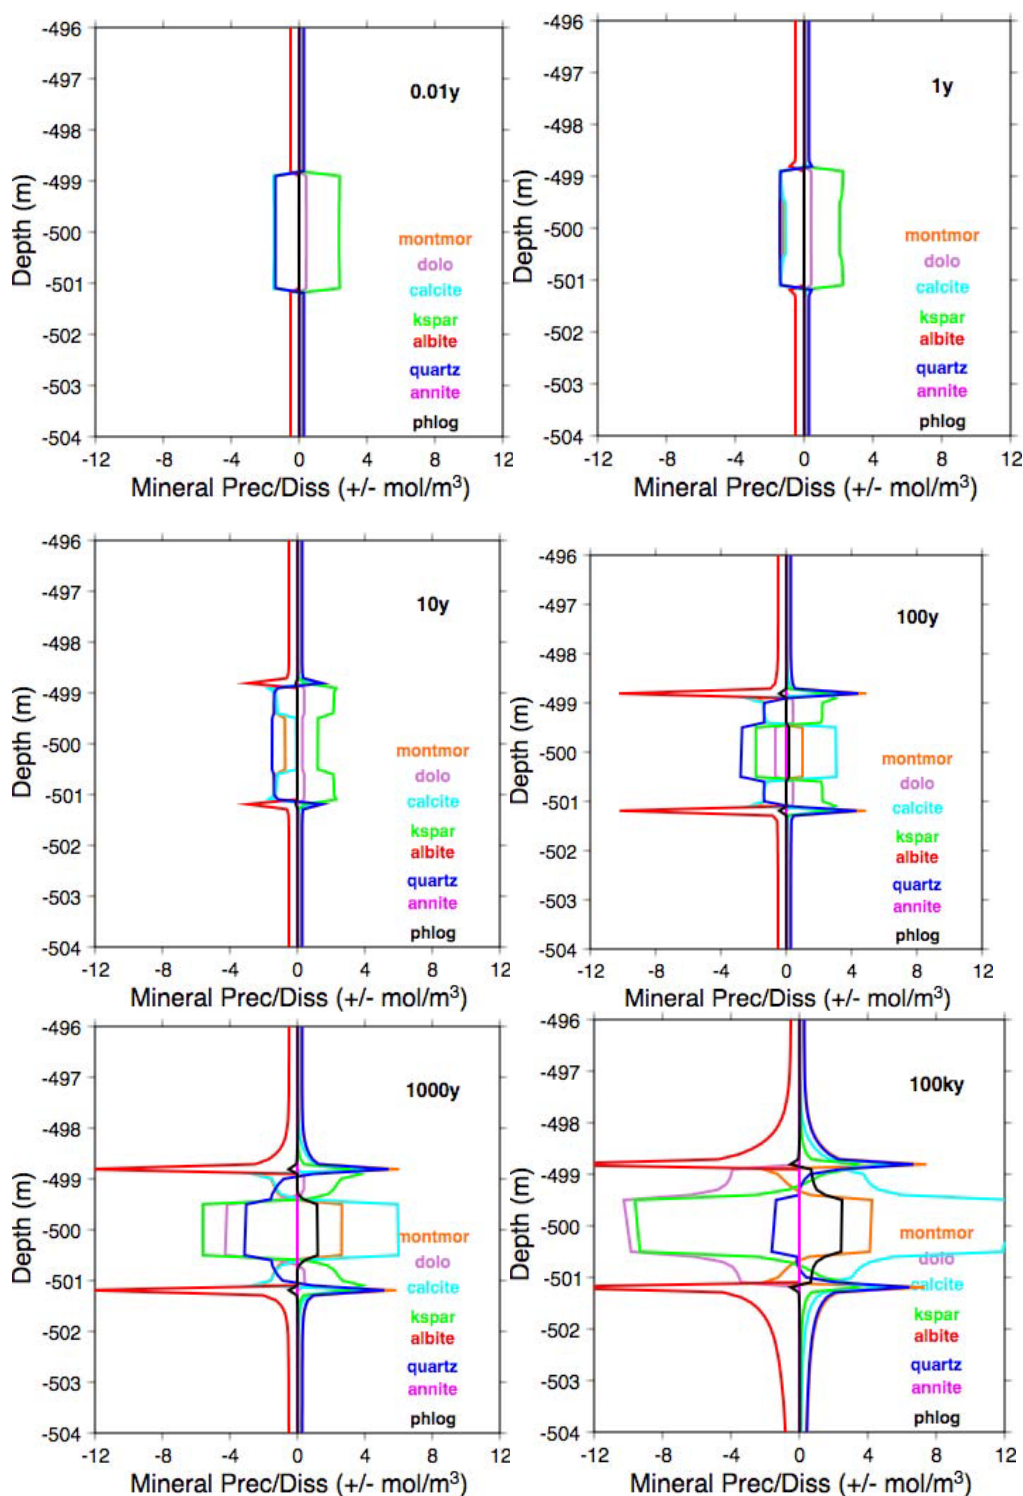 -496
-497
-498
-499
-500
-501
-502
-503
-504
Depth (m)
0.01y
montmor
dolo
calcite
kspar
albite
quartz
annite
phlog
-12 -8 -4 0 4 8 12
Mineral Prec/Diss (+/- mol/m³)
-496
-497
-498
-499
-500
-501
-502
-503
-504
Depth (m)
1y
montmor
dolo
calcite
kspar
albite
quartz
annite
phlog
-12 -8 -4 0 4 8 12
Mineral Prec/Diss (+/- mol/m³)
-496
-497
-498
-499
-500
-501
-502
-503
-504
Depth (m)
10y
montmor
dolo
calcite
kspar
albite
quartz
annite
phlog
-12 -8 -4 0 4 8 12
Mineral Prec/Diss (+/- mol/m³)
-496
-497
-498
-499
-500
-501
-502
-503
-504
Depth (m)
100y
montmor
dolo
calcite
kspar
albite
quartz
annite
phlog
-12 -8 -4 0 4 8 12
Mineral Prec/Diss (+/- mol/m³)
-496
-497
-498
-499
-500
-501
-502
-503
-504
Depth (m)
1000y
montmor
dolo
calcite
kspar
albite
quartz
annite
phlog
-12 -8 -4 0 4 8 12
Mineral Prec/Diss (+/- mol/m³)
-496
-497
-498
-499
-500
-501
-502
-503
-504
Depth (m)
100ky
montmor
dolo
calcite
kspar
albite
quartz
annite
phlog
-12 -8 -4 0 4 8 12
Mineral Prec/Diss (+/- mol/m³)